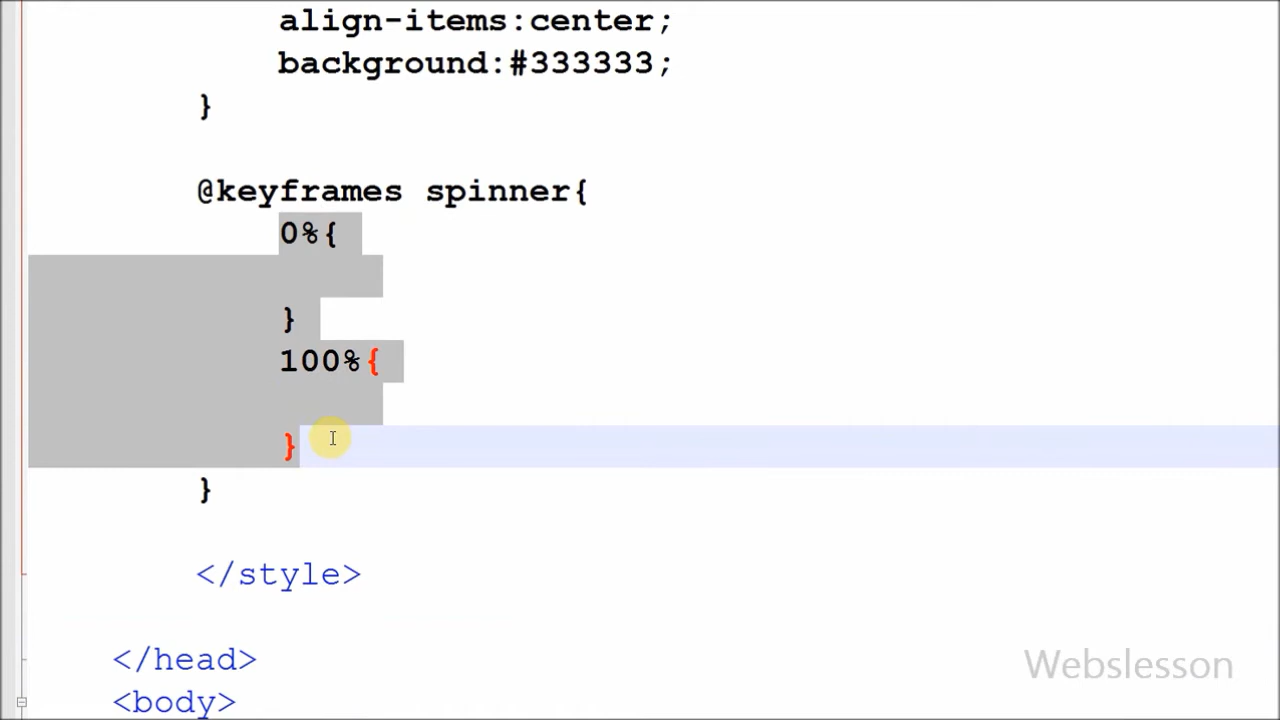 align-items:center;
background:#333333;
}
@keyframes spinner{
0%{
}
100%{
}
}
</style>
</head>
<body>
Webslesson